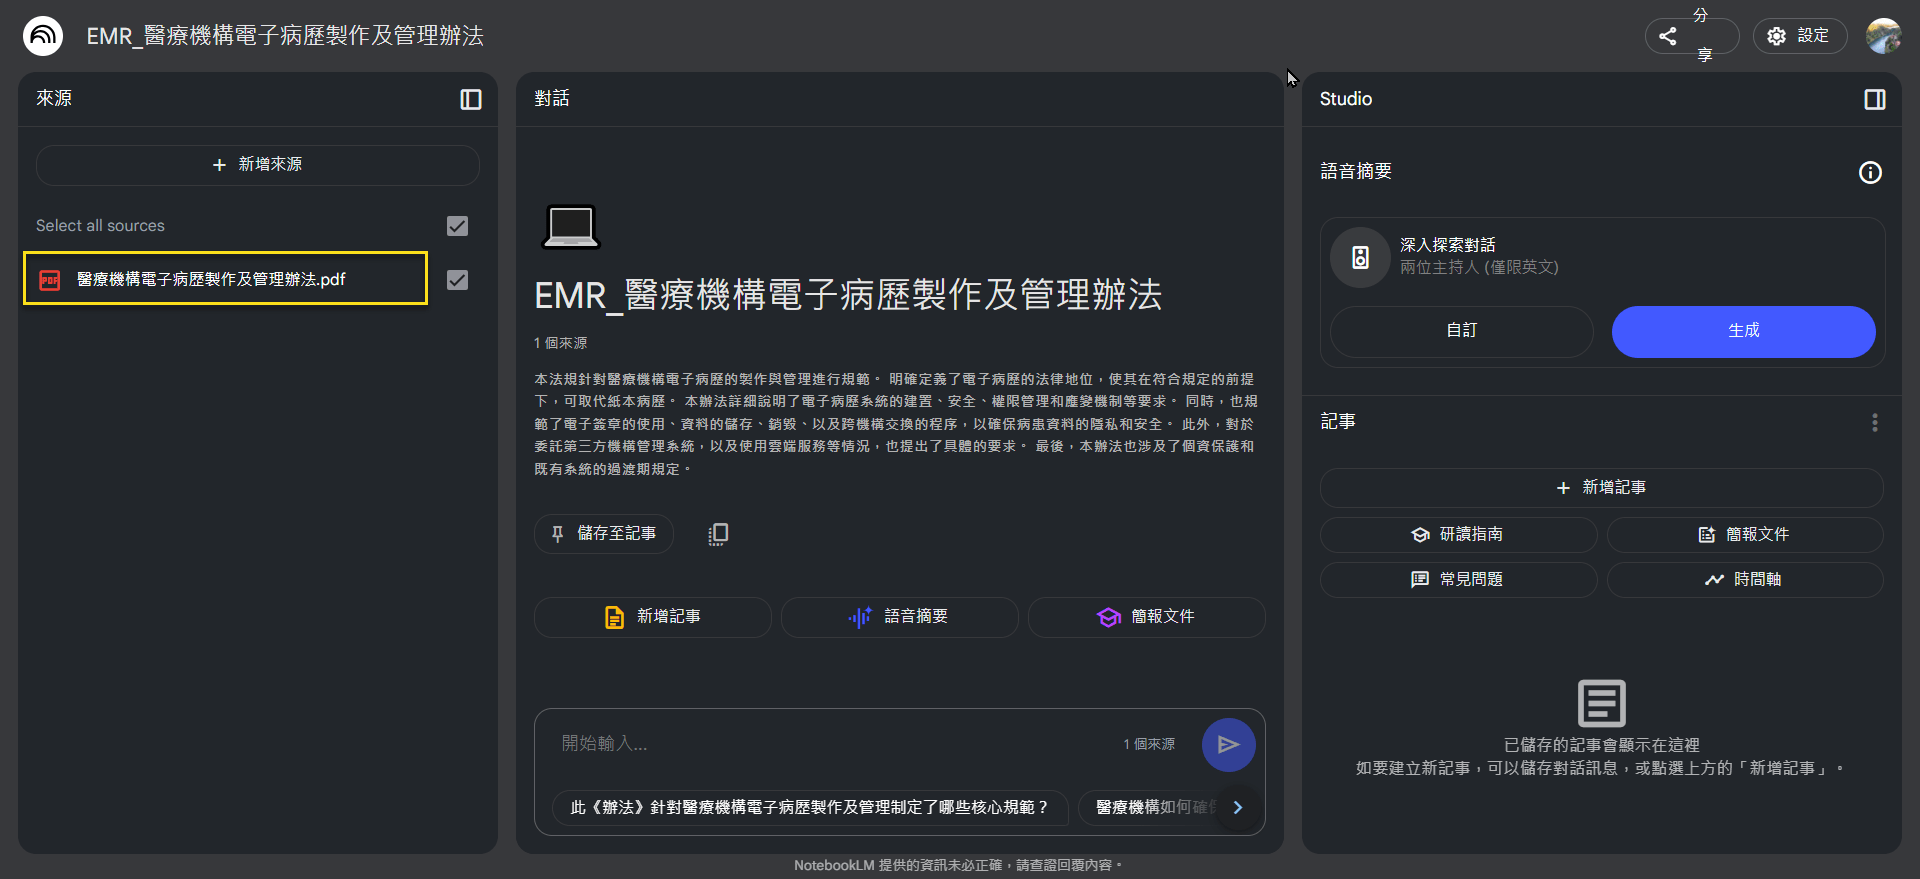 EMR_醫療機構電子病歷製作及管理辦法
分享
設定
來源
新增來源
Select all sources
PDF
醫療機構電子病歷製作及管理辦法.pdf
對話
EMR_醫療機構電子病歷製作及管理辦法
1 個來源
本法規針對醫療機構電子病歷的製作與管理進行規範。 明確定義了電子病歷的法律地位，使其在符合規定的前提
下，可取代紙本病歷。 本辦法詳細說明了電子病歷系統的建置、安全、權限管理和應變機制等要求。 同時，也規
範了電子簽章的使用、資料的儲存、銷毀、以及跨機構交換的程序，以確保病患資料的隱私和安全。 此外，對於
委託第三方機構管理系統，以及使用雲端服務等情況，也提出了具體的要求。 最後，本辦法也涉及了個資保護和
既有系統的過渡期規定。
儲存至記事
新增記事
語音摘要
簡報文件
開始輸入...
1 個來源
此《辦法》針對醫療機構電子病歷製作及管理制定了哪些核心規範？
醫療機構如何確
Studio
語音摘要
深入探索對話
兩位主持人 (僅限英文)
自訂
生成
記事
新增記事
研讀指南
簡報文件
常見問題
時間軸
已儲存的記事會顯示在這裡
如要建立新記事，可以儲存對話訊息，或點選上方的「新增記事」。
NotebookLM 提供的資訊未必正確，請查證回覆內容。